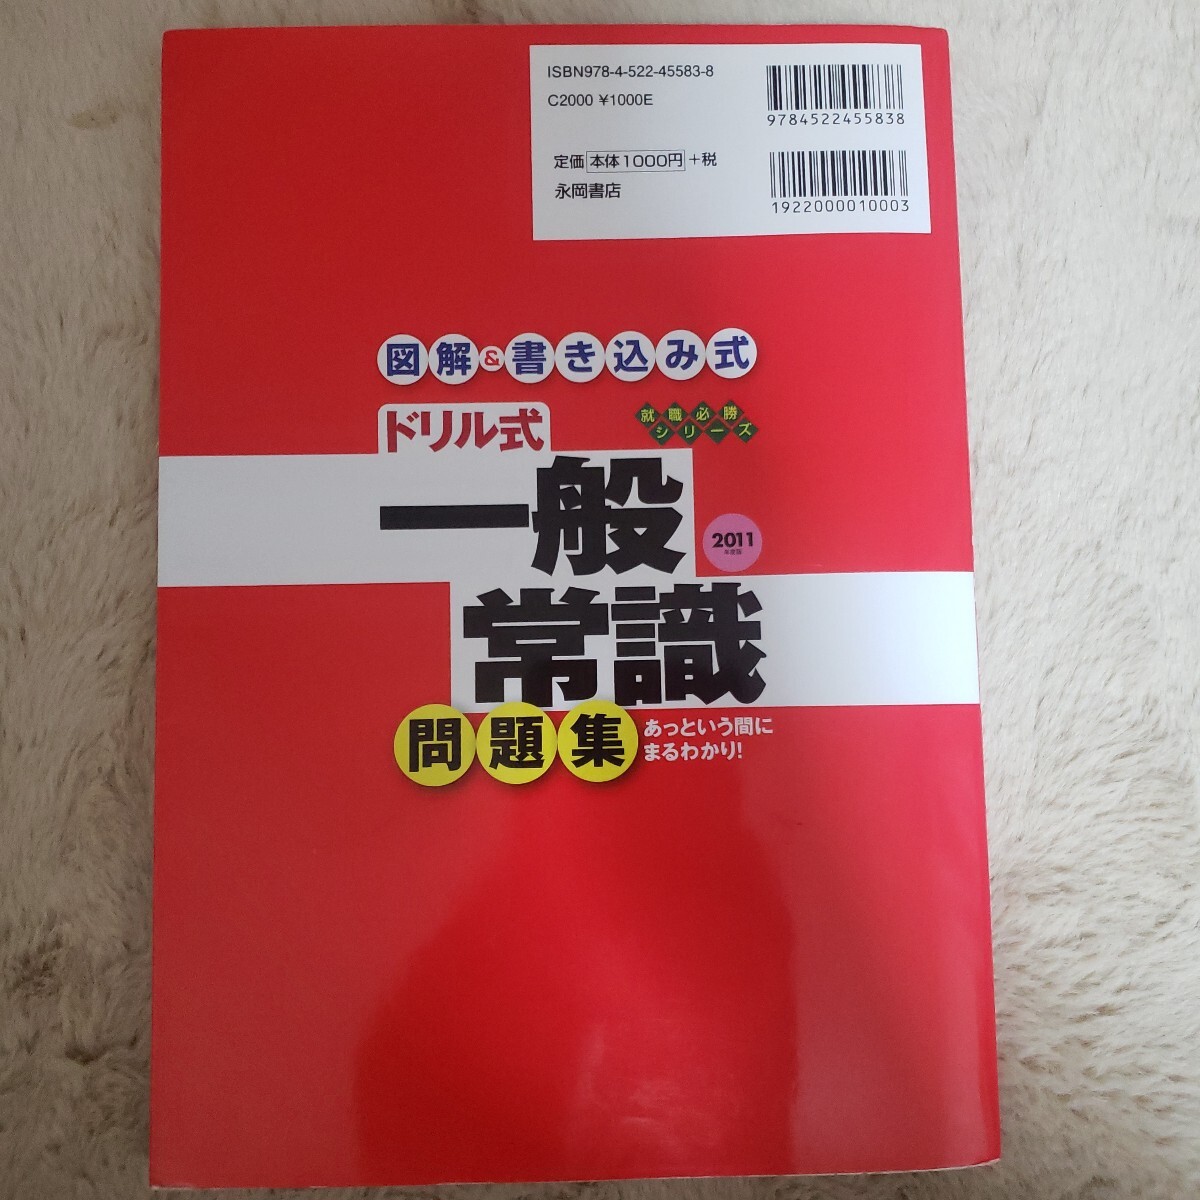 ISBN978-4-522-45583-8
C2000 ¥1000E
9784522455838
定価 本体1000円 +税
永岡書店
1922000010003
図解&書き込み式
就職必勝
シリーズ
ドリル式
一般
2011
年度版
常識
問題集
あっという間に
まるわかり!